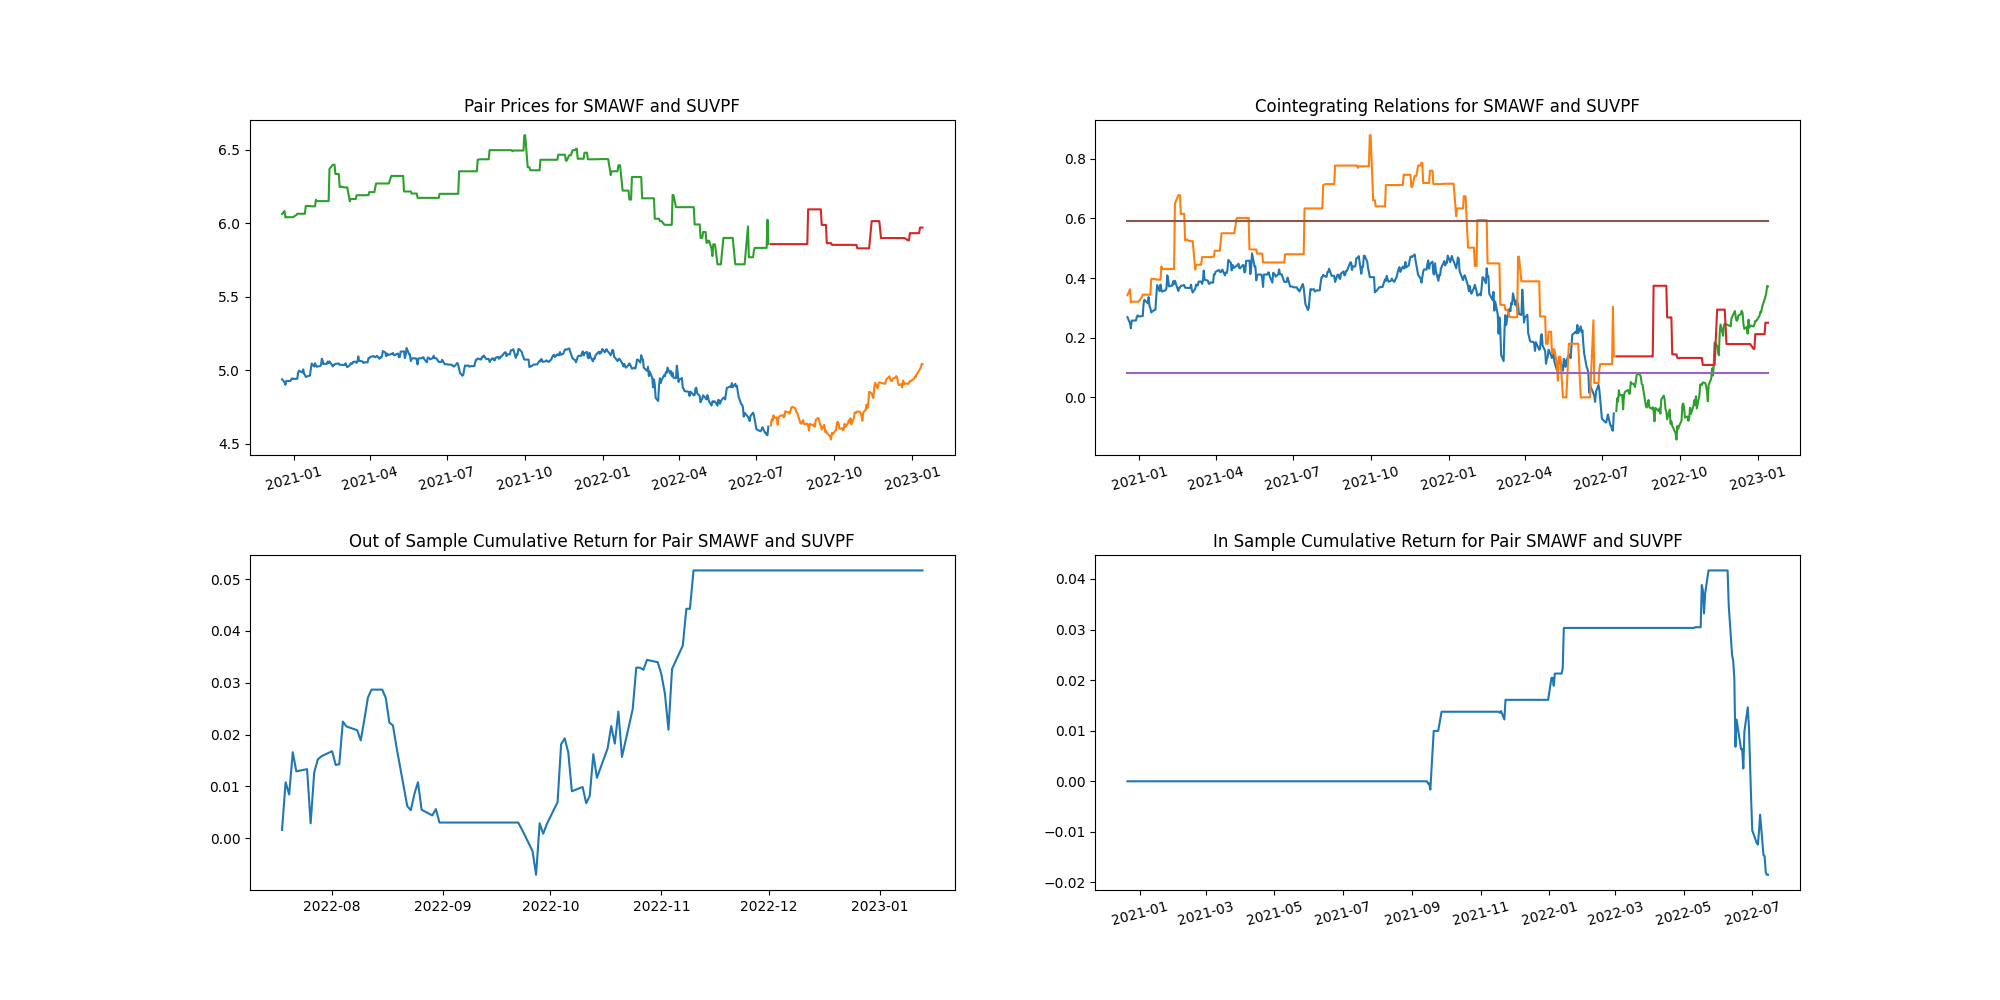 Pair Prices for SMAWF and SUVPF
6.5
6.0
5.5
5.0
4.5
2021-01 2021-04 2021-07 2021-10 2022-01 2022-04 2022-07 2022-10 2023-01
Cointegrating Relations for SMAWF and SUVPF
0.8
0.6
0.4
0.2
0.0
2021-01 2021-04 2021-07 2021-10 2022-01 2022-04 2022-07 2022-10 2023-01
Out of Sample Cumulative Return for Pair SMAWF and SUVPF
0.05
0.04
0.03
0.02
0.01
0.00
2022-08 2022-09 2022-10 2022-11 2022-12 2023-01
In Sample Cumulative Return for Pair SMAWF and SUVPF
0.04
0.03
0.02
0.01
0.00
−0.01
−0.02
2021-01 2021-03 2021-05 2021-07 2021-09 2021-11 2022-01 2022-03 2022-05 2022-07